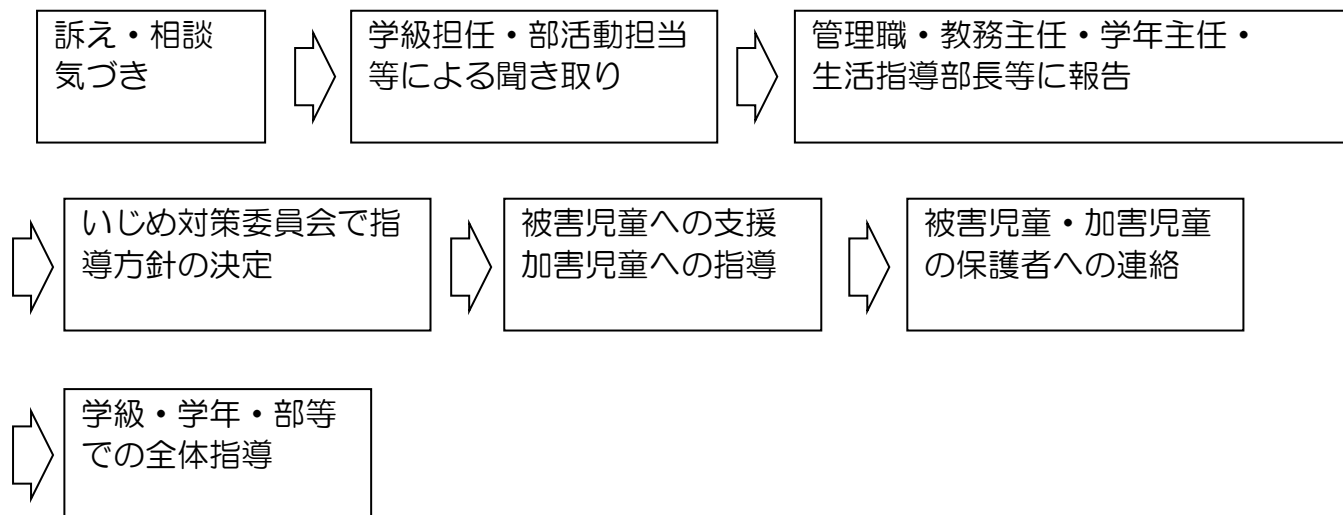 訴え・相談
気づき
学級担任・部活動担当
等による聞き取り
管理職・教務主任・学年主任・
生活指導部長等に報告
いじめ対策委員会で指
導方針の決定
被害児童への支援
加害児童への指導
被害児童・加害児童
の保護者への連絡
学級・学年・部等
での全体指導